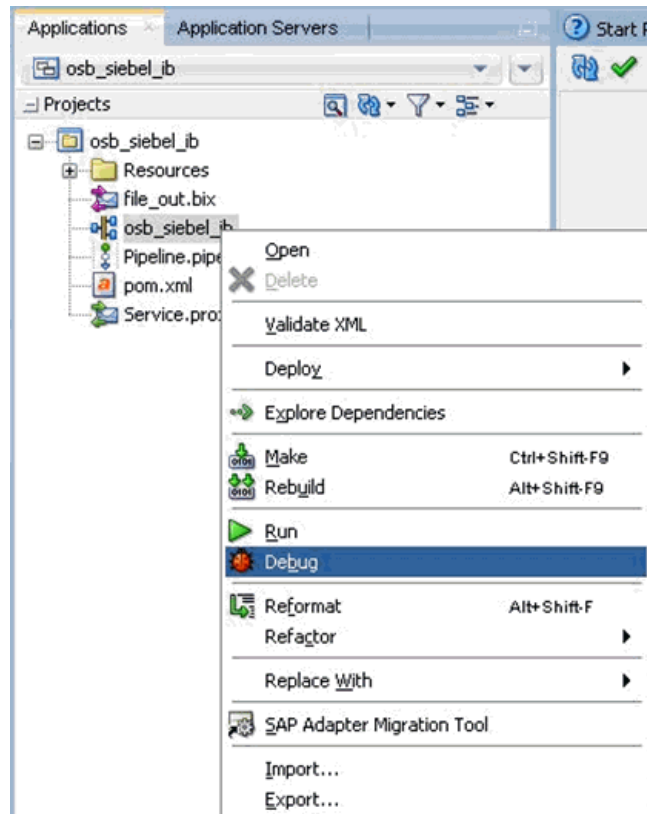 Applications
Application Servers
Start
osb_siebel_ib
Projects
osb_siebel_ib
Resources
file_out.bix
osb_siebel_ib
Pipeline.pipe
pom.xml
Service.pro
Open
Delete
Validate XML
Deploy
Explore Dependencies
Make Ctrl+Shift-F9
Rebuild Alt+Shift-F9
Run
Debug
Reformat Alt+Shift-F
Refactor
Replace With
SAP Adapter Migration Tool
Import...
Export...